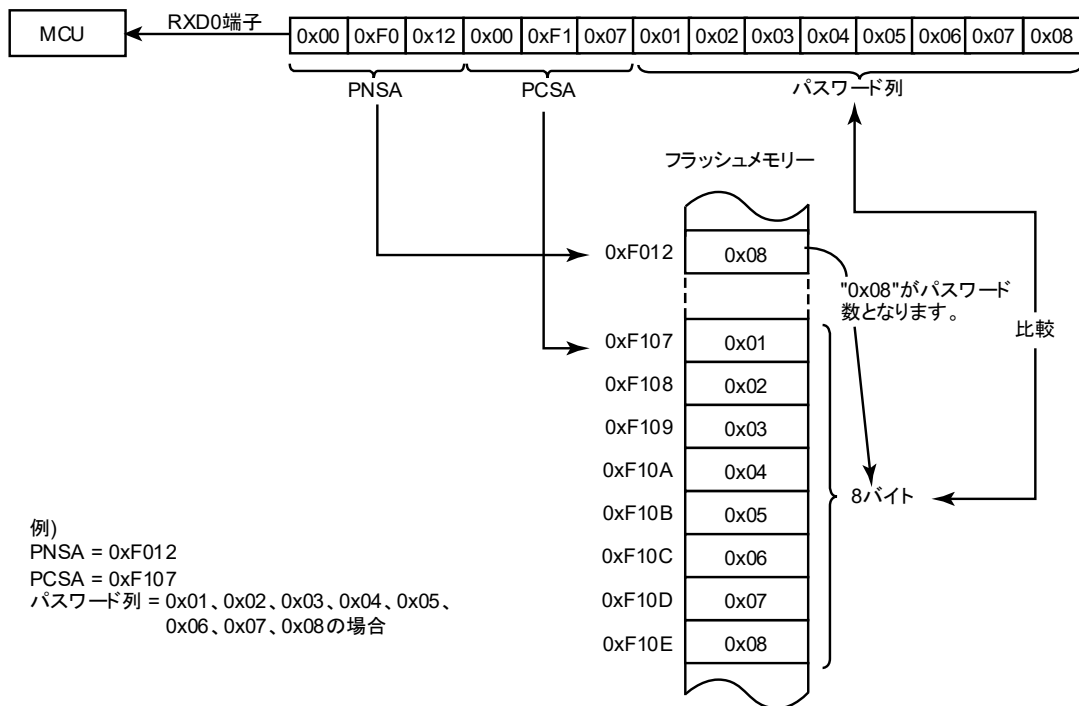 MCU
RXD0端子
0x00 0xF0 0x12 0x00 0xF1 0x07 0x01 0x02 0x03 0x04 0x05 0x06 0x07 0x08
PNSA
PCSA
パスワード列
フラッシュメモリー
0xF012 0x08
"0x08"がパスワード
数となります。
0xF107 0x01
0xF108 0x02
0xF109 0x03
0xF10A 0x04
0xF10B 0x05
0xF10C 0x06
0xF10D 0x07
0xF10E 0x08
8バイト
比較
例)
PNSA = 0xF012
PCSA = 0xF107
パスワード列 = 0x01、0x02、0x03、0x04、0x05、
0x06、0x07、0x08の場合